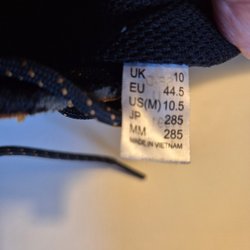 UK 10
EU 44.5
US(M) 10.5
JP 285
MM 285
MADE IN VIETNAM